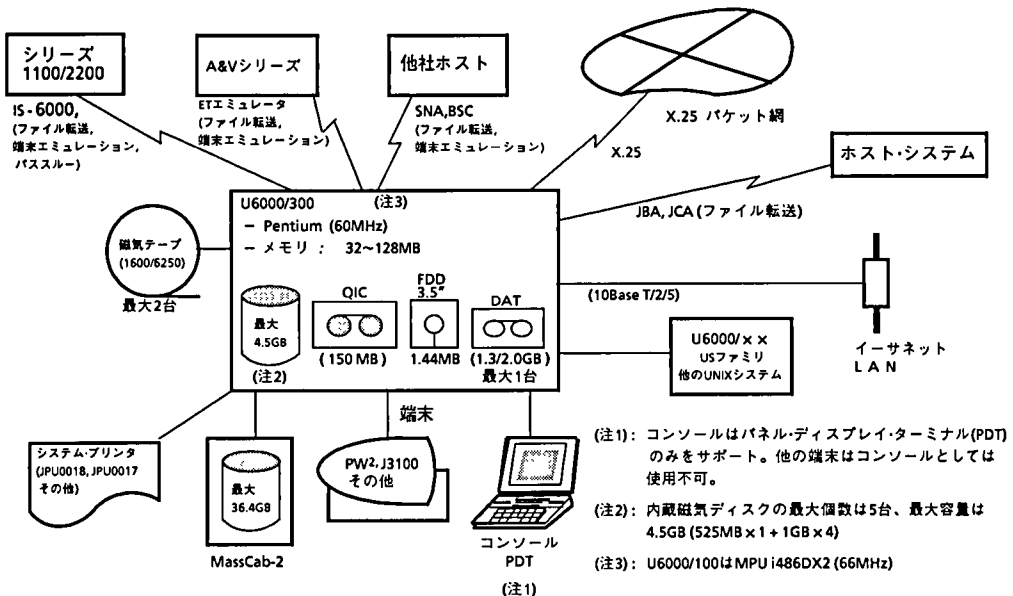 シリーズ
1100/2200
A&Vシリーズ
他社ホスト
IS-6000,
(ファイル転送,
端末エミュレーション,
パススルー)
ETエミュレータ
(ファイル転送,
端末エミュレーション)
SNA,BSC
(ファイル転送,
端末エミュレーション)
X.25 パケット網
X.25
ホスト・システム
JBA, JCA (ファイル転送)
U6000/300
(注3)
− Pentium (60MHz)
− メモリ : 32~128MB
磁気テープ
(1600/6250)
最大2台
最大
4.5GB
(注2)
QIC
(150 MB)
FDD
3.5"
1.44MB
DAT
(1.3/2.0GB)
最大1台
(10Base T/2/5)
イーサネット
LAN
U6000/××
USファミリ
他のUNIXシステム
システム・プリンタ
(JPU0018, JPU0017
その他)
最大
36.4GB
MassCab-2
端末
PW², J3100
その他
コンソール
PDT
(注1)
(注1): コンソールはパネル・ディスプレイ・ターミナル(PDT)
のみをサポート。他の端末はコンソールとしては
使用不可。
(注2): 内蔵磁気ディスクの最大個数は5台、最大容量は
4.5GB (525MB×1+1GB×4)
(注3): U6000/100はMPU i486DX2 (66MHz)